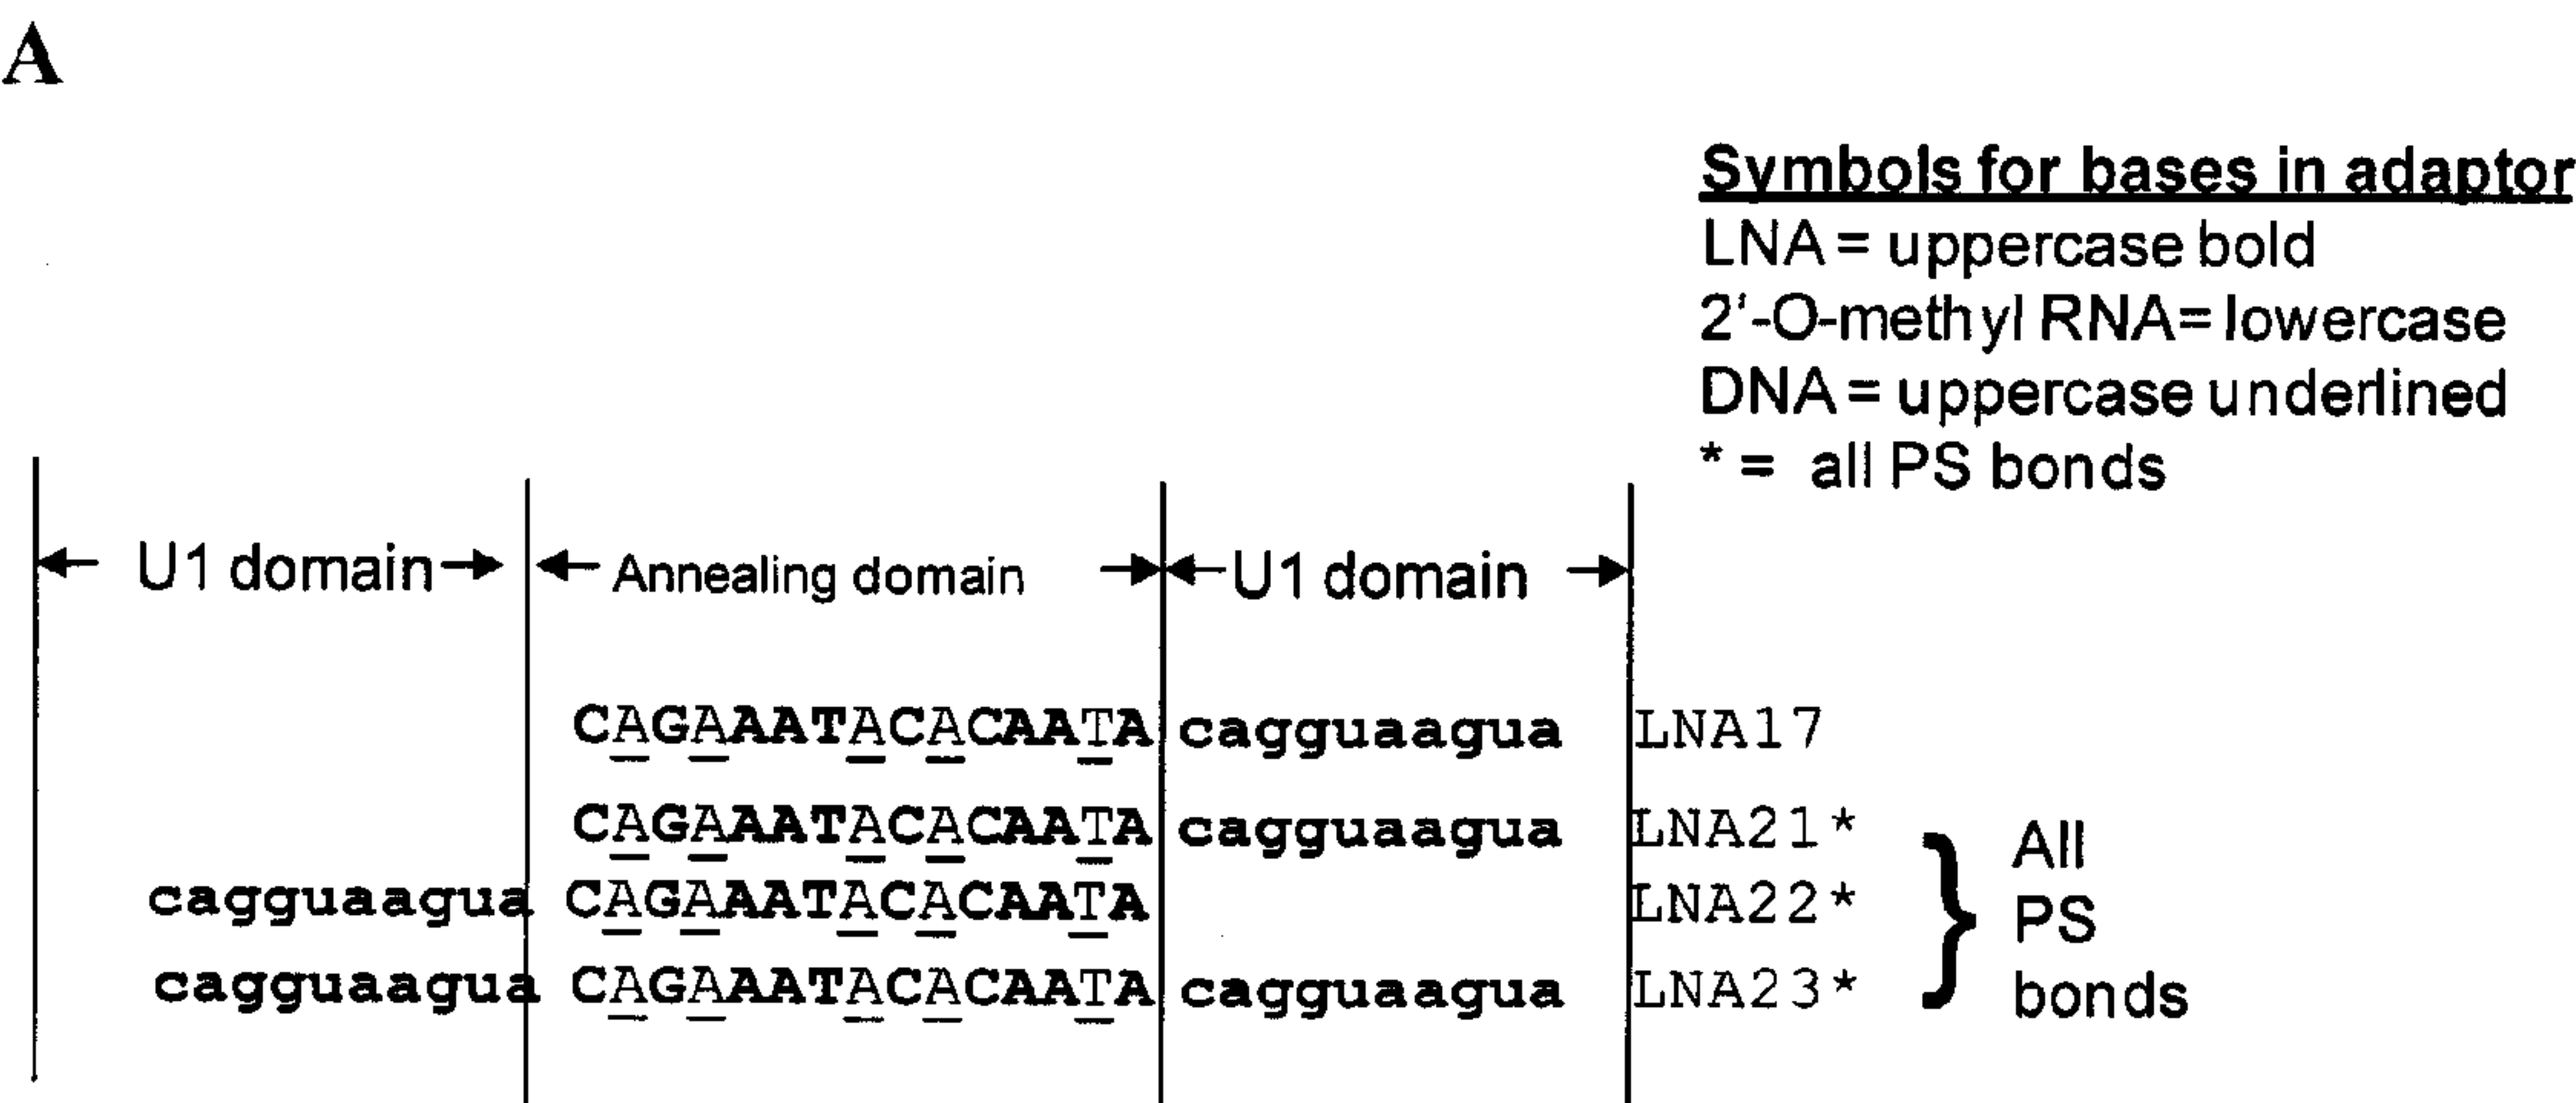 A
Symbols for bases in adaptor
LNA = uppercase bold
2'-O-methyl RNA= lowercase
DNA = uppercase underlined
* = all PS bonds
U1 domain Annealing domain U1 domain
CAGAAATACACAATA cagguaagua LNA17
CAGAAATACACAATA cagguaagua LNA21*
cagguaagua CAGAAATACACAATA LNA22*
cagguaagua CAGAAATACACAATA cagguaagua LNA23*
All
PS
bonds